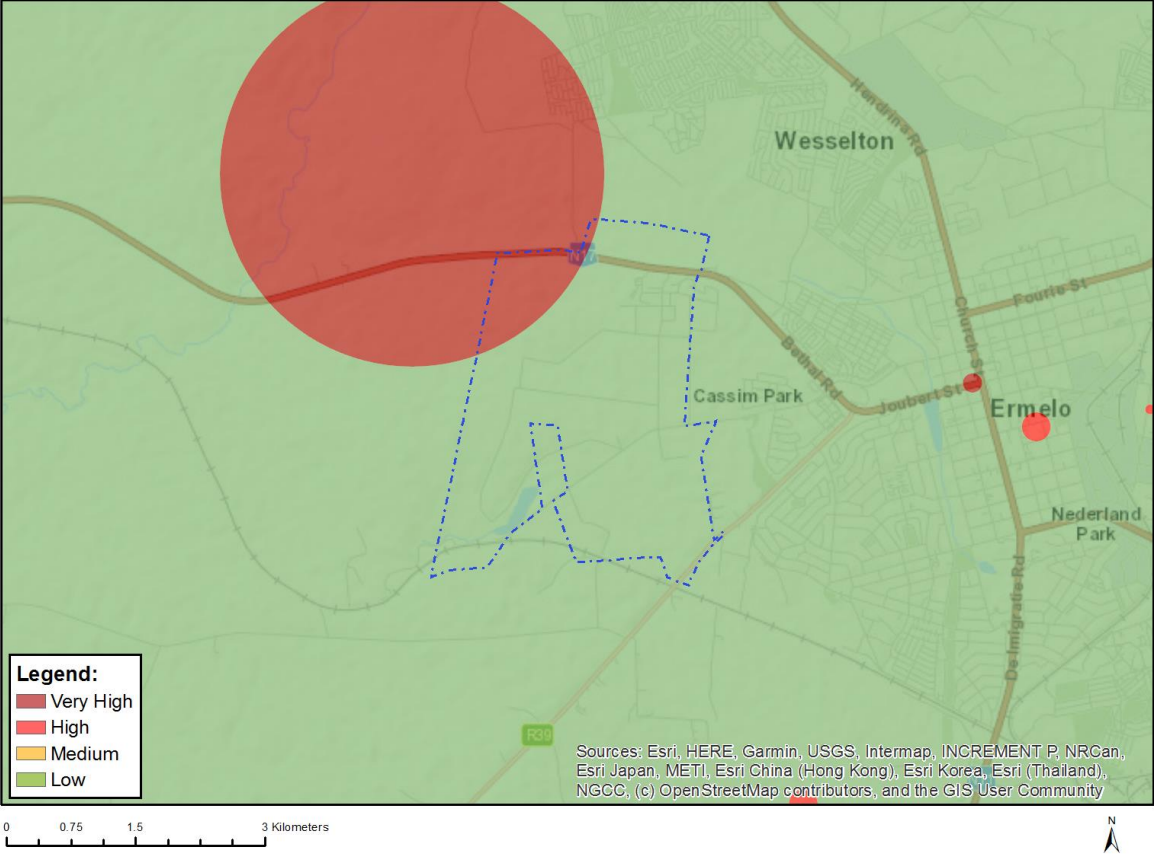 Hendrina Rd
Wesselton
N17
Fourie St
Church St
Bethal Rd
Cassim Park
Joubert St
Ermelo
Nederland
Park
De Imigratie Rd
R39
Legend:
Very High
High
Medium
Low
Sources: Esri, HERE, Garmin, USGS, Intermap, INCREMENT P, NRCan,
Esri Japan, METI, Esri China (Hong Kong), Esri Korea, Esri (Thailand),
NGCC, (c) OpenStreetMap contributors, and the GIS User Community
0 0.75 1.5 3 Kilometers
N